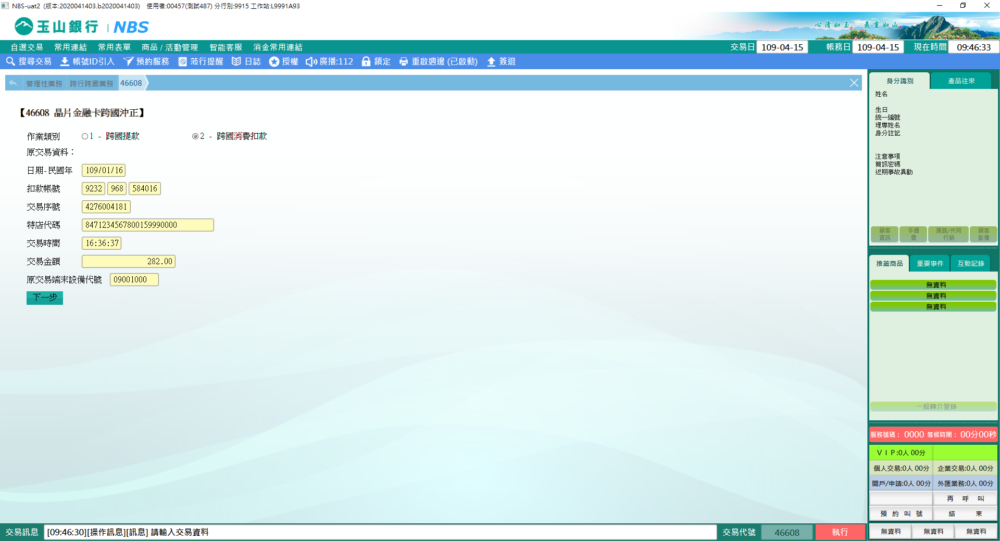 NBS-uat2 (版本:2020041403.b2020041403) 使用者:00457(測試487) 分行別:9915 工作站:L9991A93
玉山銀行 | NBS
心清如玉 義重如山
自選交易 常用連結 常用表單 商品 / 活動管理 智能客服 消金常用連結 交易日 109-04-15 帳務日 109-04-15 現在時間 09:46:33
搜尋交易 帳號ID引入 預約服務 蒞行提醒 日誌 授權 廣播:112 鎖定 重啟週邊 (已啟動) 簽退
管理性業務 跨行跨國業務 46608
【46608 晶片金融卡跨國沖正】
作業類別 1 - 跨國提款 2 - 跨國消費扣款
原交易資料：
日期-民國年 109/01/16
扣款帳號 9232 968 584016
交易序號 4276004181
特店代碼 8471234567800159990000
交易時間 16:36:37
交易金額 282.00
原交易端末設備代號 09001000
下一步
身分識別 產品往來
姓名
生日
統一編號
理專姓名
身分註記
注意事項
簡訊密碼
近期事故異動
顧客資訊 手續費 通路/共同行銷 顧客影像
推薦商品 重要事件 互動記錄
無資料
無資料
無資料
一般轉介登錄
服務號碼： 0000 等候時間： 00分00秒
ＶＩＰ:0人 00分
個人交易:0人 00分 企業交易:0人 00分
開戶/申請:0人 00分 外匯業務:0人 00分
再 呼 叫
預 約 叫 號 結 束
無資料 無資料 無資料
交易訊息 [09:46:30][操作訊息][訊息] 請輸入交易資料 交易代號 46608 執行